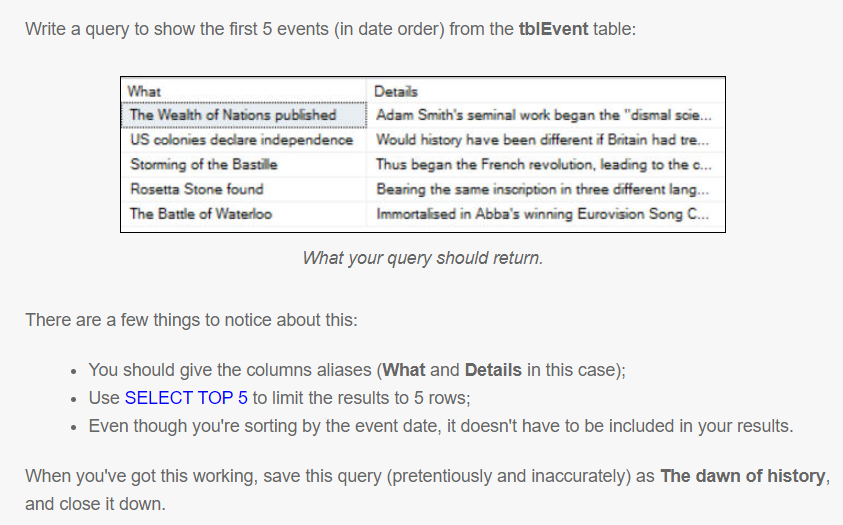 Write a query to show the first 5 events (in date order) from the tblEvent table:
What Details
The Wealth of Nations published Adam Smith's seminal work began the "dismal scie...
US colonies declare independence Would history have been different if Britain had tre...
Storming of the Bastille Thus began the French revolution, leading to the c...
Rosetta Stone found Bearing the same inscription in three different lang...
The Battle of Waterloo Immortalised in Abba's winning Eurovision Song C...
What your query should return.
There are a few things to notice about this:
• You should give the columns aliases (What and Details in this case);
• Use SELECT TOP 5 to limit the results to 5 rows;
• Even though you're sorting by the event date, it doesn't have to be included in your results.
When you've got this working, save this query (pretentiously and inaccurately) as The dawn of history,
and close it down.